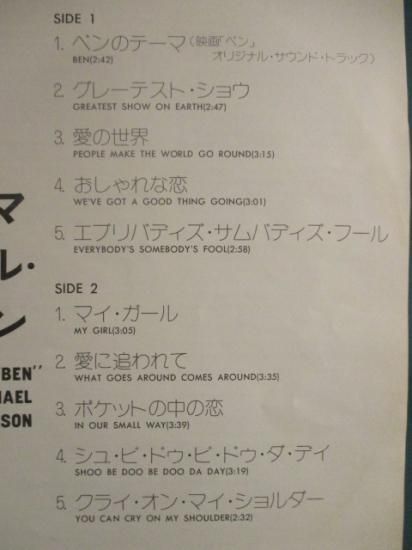 SIDE 1
1. ベンのテーマ(映画「ベン」
オリジナル・サウンド・トラック)
BEN(2:42)
2. グレーテスト・ショウ
GREATEST SHOW ON EARTH(2:47)
3. 愛の世界
PEOPLE MAKE THE WORLD GO ROUND(3:15)
4. おしゃれな恋
WE'VE GOT A GOOD THING GOING(3:01)
5. エブリバディズ・サムバディズ・フール
EVERYBODY'S SOMEBODY'S FOOL(2:58)
SIDE 2
1. マイ・ガール
MY GIRL(3:05)
2. 愛に追われて
WHAT GOES AROUND COMES AROUND(3:35)
3. ポケットの中の恋
IN OUR SMALL WAY(3:39)
4. シュ・ビ・ドゥ・ビ・ドゥ・ダ・デイ
SHOO BE DOO BE DOO DA DAY(3:19)
5. クライ・オン・マイ・ショルダー
YOU CAN CRY ON MY SHOULDER(2:32)
マ
ル・
ン
BEN"
HAEL
SON